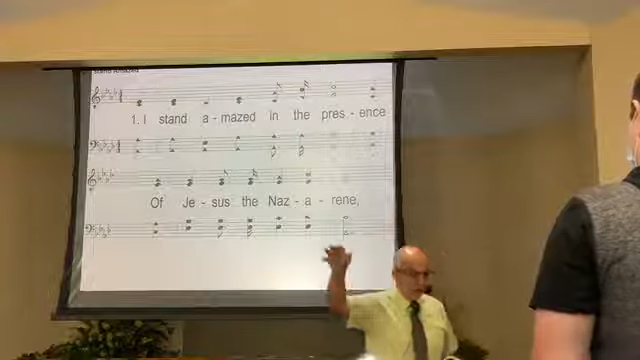 1. I stand a - mazed in the pres - ence
Of Je - sus the Naz - a - rene,